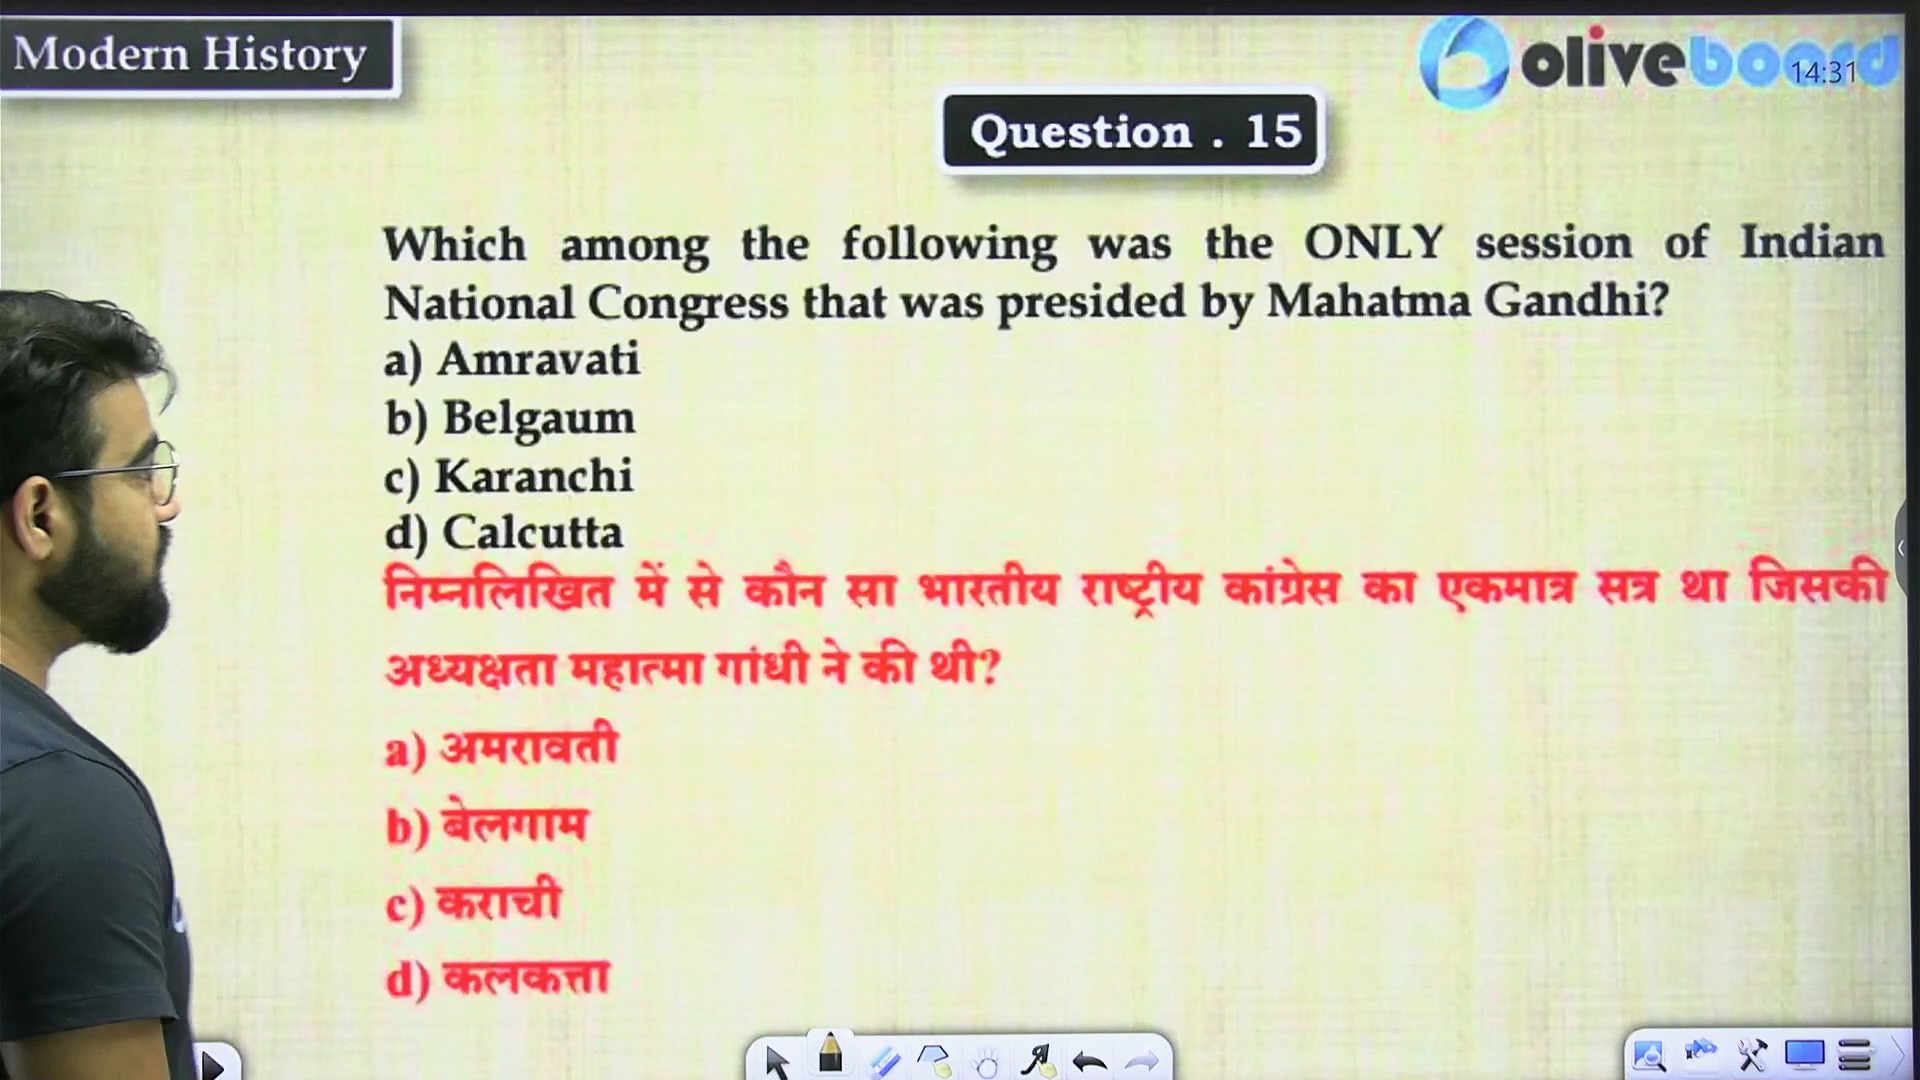 Modern History
oliveboard
14:31
Question . 15
Which among the following was the ONLY session of Indian
National Congress that was presided by Mahatma Gandhi?
a) Amravati
b) Belgaum
c) Karanchi
d) Calcutta
निम्नलिखित में से कौन सा भारतीय राष्ट्रीय कांग्रेस का एकमात्र सत्र था जिसकी
अध्यक्षता महात्मा गांधी ने की थी?
a) अमरावती
b) बेलगाम
c) कराची
d) कलकत्ता